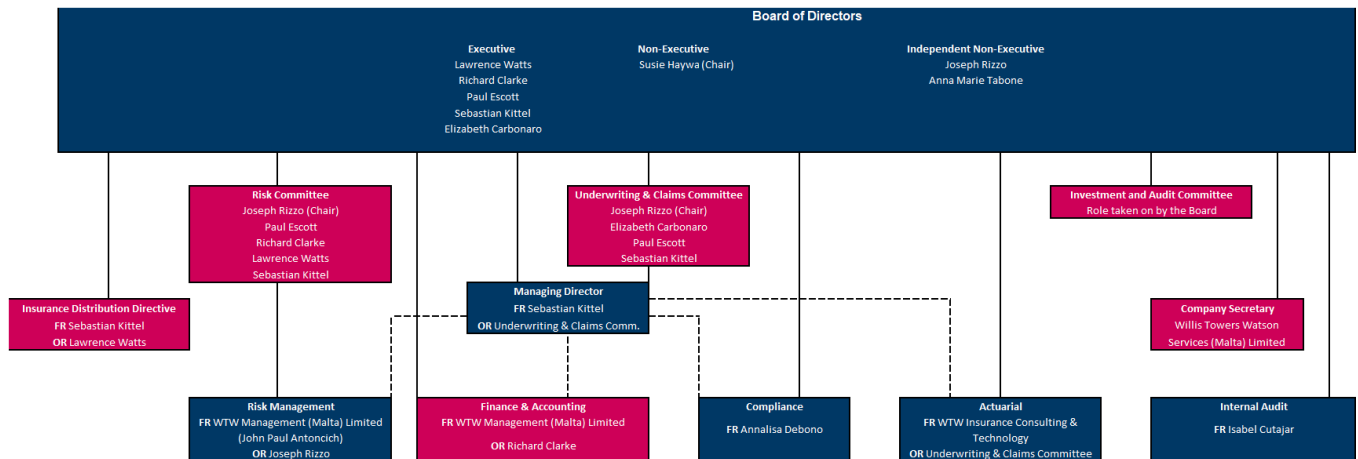 Board of Directors
Executive
Lawrence Watts
Richard Clarke
Paul Escott
Sebastian Kittel
Elizabeth Carbonaro
Non-Executive
Susie Haywa (Chair)
Independent Non-Executive
Joseph Rizzo
Anna Marie Tabone
Risk Committee
Joseph Rizzo (Chair)
Paul Escott
Richard Clarke
Lawrence Watts
Sebastian Kittel
Underwriting & Claims Committee
Joseph Rizzo (Chair)
Elizabeth Carbonaro
Paul Escott
Sebastian Kittel
Investment and Audit Committee
Role taken on by the Board
Insurance Distribution Directive
FR Sebastian Kittel
OR Lawrence Watts
Managing Director
FR Sebastian Kittel
OR Underwriting & Claims Comm.
Company Secretary
Willis Towers Watson
Services (Malta) Limited
Risk Management
FR WTW Management (Malta) Limited
(John Paul Antoncich)
OR Joseph Rizzo
Finance & Accounting
FR WTW Management (Malta) Limited
OR Richard Clarke
Compliance
FR Annalisa Debono
Actuarial
FR WTW Insurance Consulting &
Technology
OR Underwriting & Claims Committee
Internal Audit
FR Isabel Cutajar